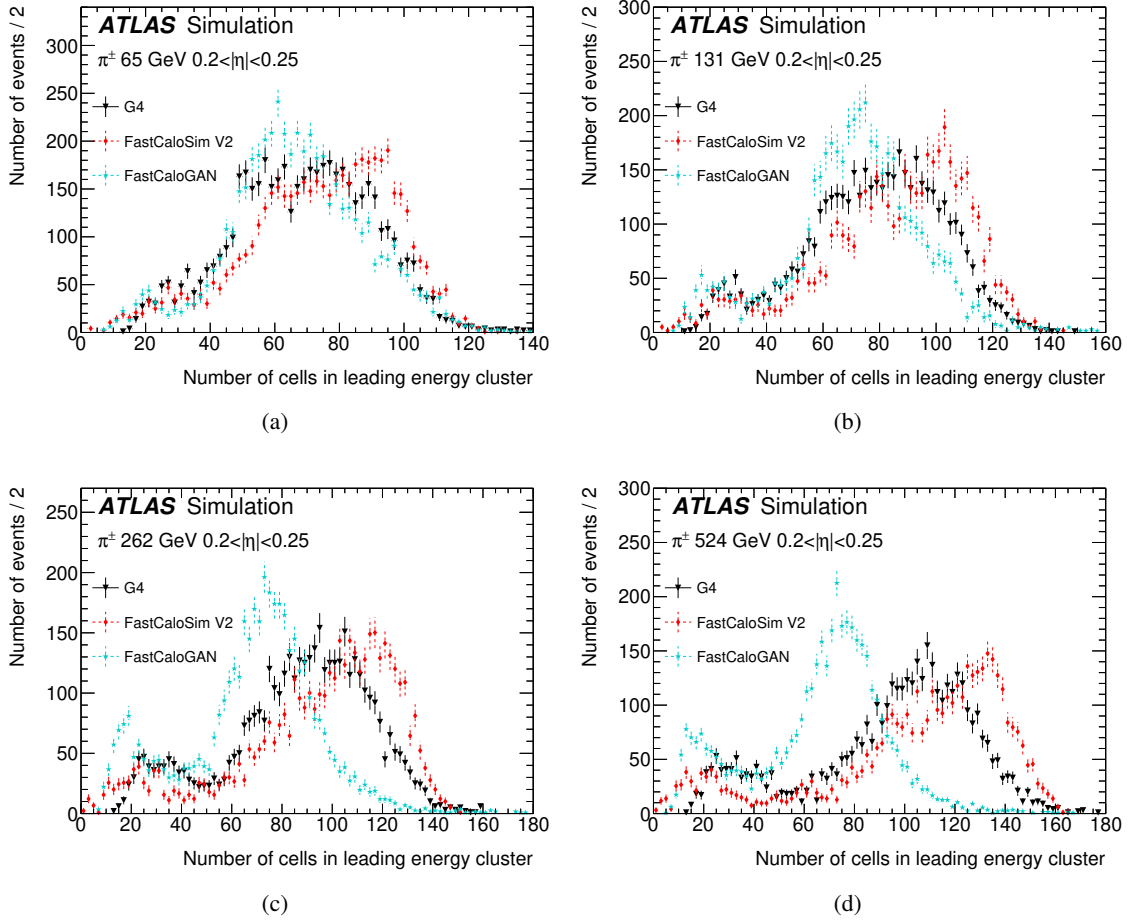 ATLAS Simulation
π± 65 GeV 0.2<|η|<0.25
G4
FastCaloSim V2
FastCaloGAN
Number of events / 2
0
50
100
150
200
250
300
0 20 40 60 80 100 120 140
Number of cells in leading energy cluster
(a)
ATLAS Simulation
π± 131 GeV 0.2<|η|<0.25
G4
FastCaloSim V2
FastCaloGAN
Number of events / 2
0
50
100
150
200
250
300
0 20 40 60 80 100 120 140 160
Number of cells in leading energy cluster
(b)
ATLAS Simulation
π± 262 GeV 0.2<|η|<0.25
G4
FastCaloSim V2
FastCaloGAN
Number of events / 2
0
50
100
150
200
250
0 20 40 60 80 100 120 140 160 180
Number of cells in leading energy cluster
(c)
ATLAS Simulation
π± 524 GeV 0.2<|η|<0.25
G4
FastCaloSim V2
FastCaloGAN
Number of events / 2
0
50
100
150
200
250
300
0 20 40 60 80 100 120 140 160 180
Number of cells in leading energy cluster
(d)